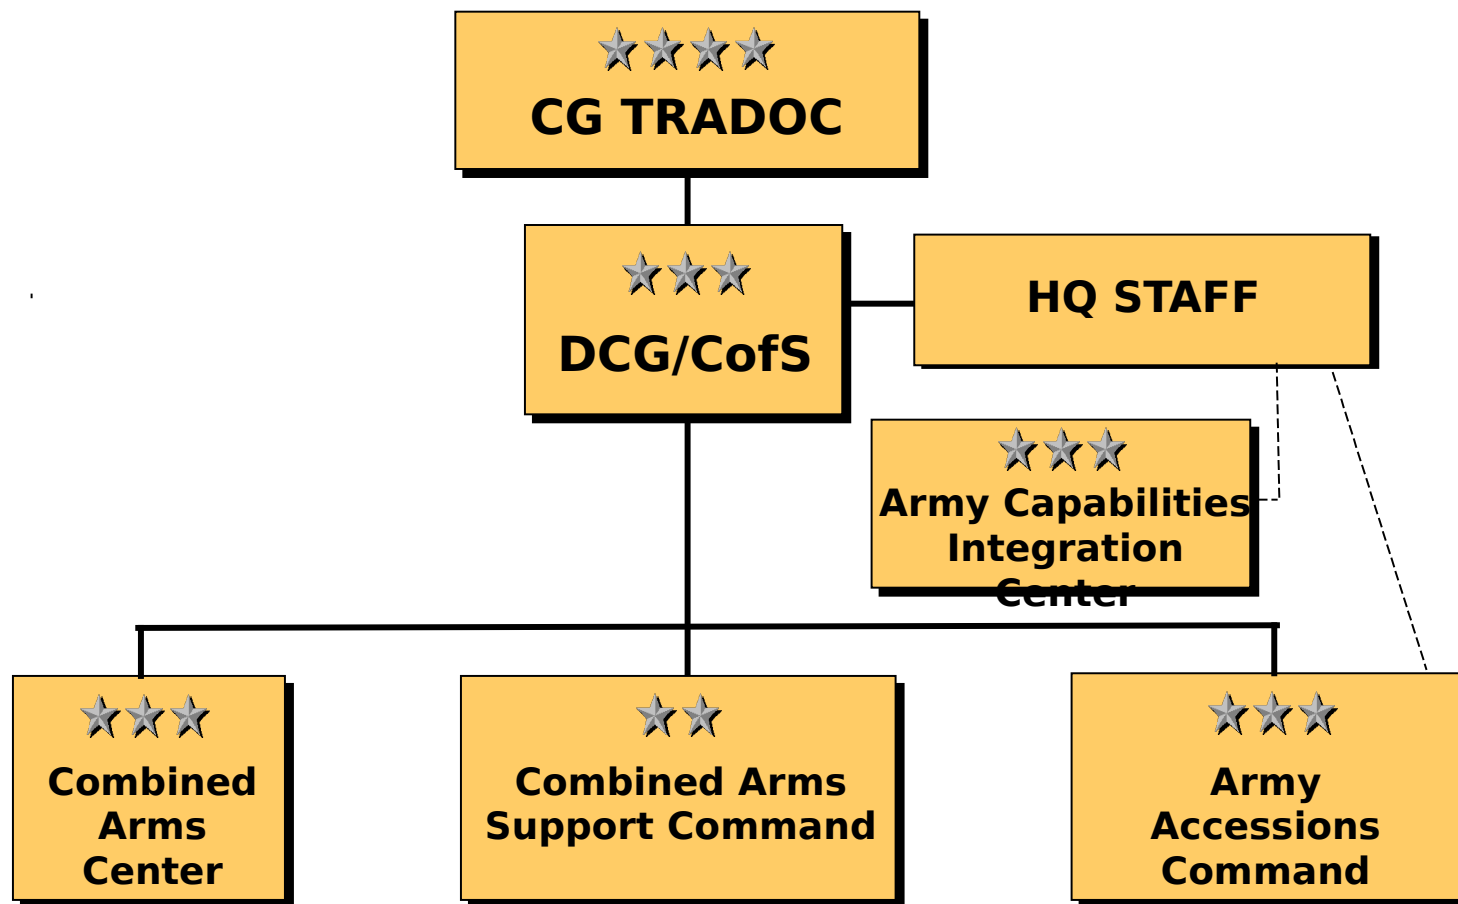 CG TRADOC
DCG/CofS
HQ STAFF
Army Capabilities
Integration
Center
Combined
Arms
Center
Combined Arms
Support Command
Army
Accessions
Command